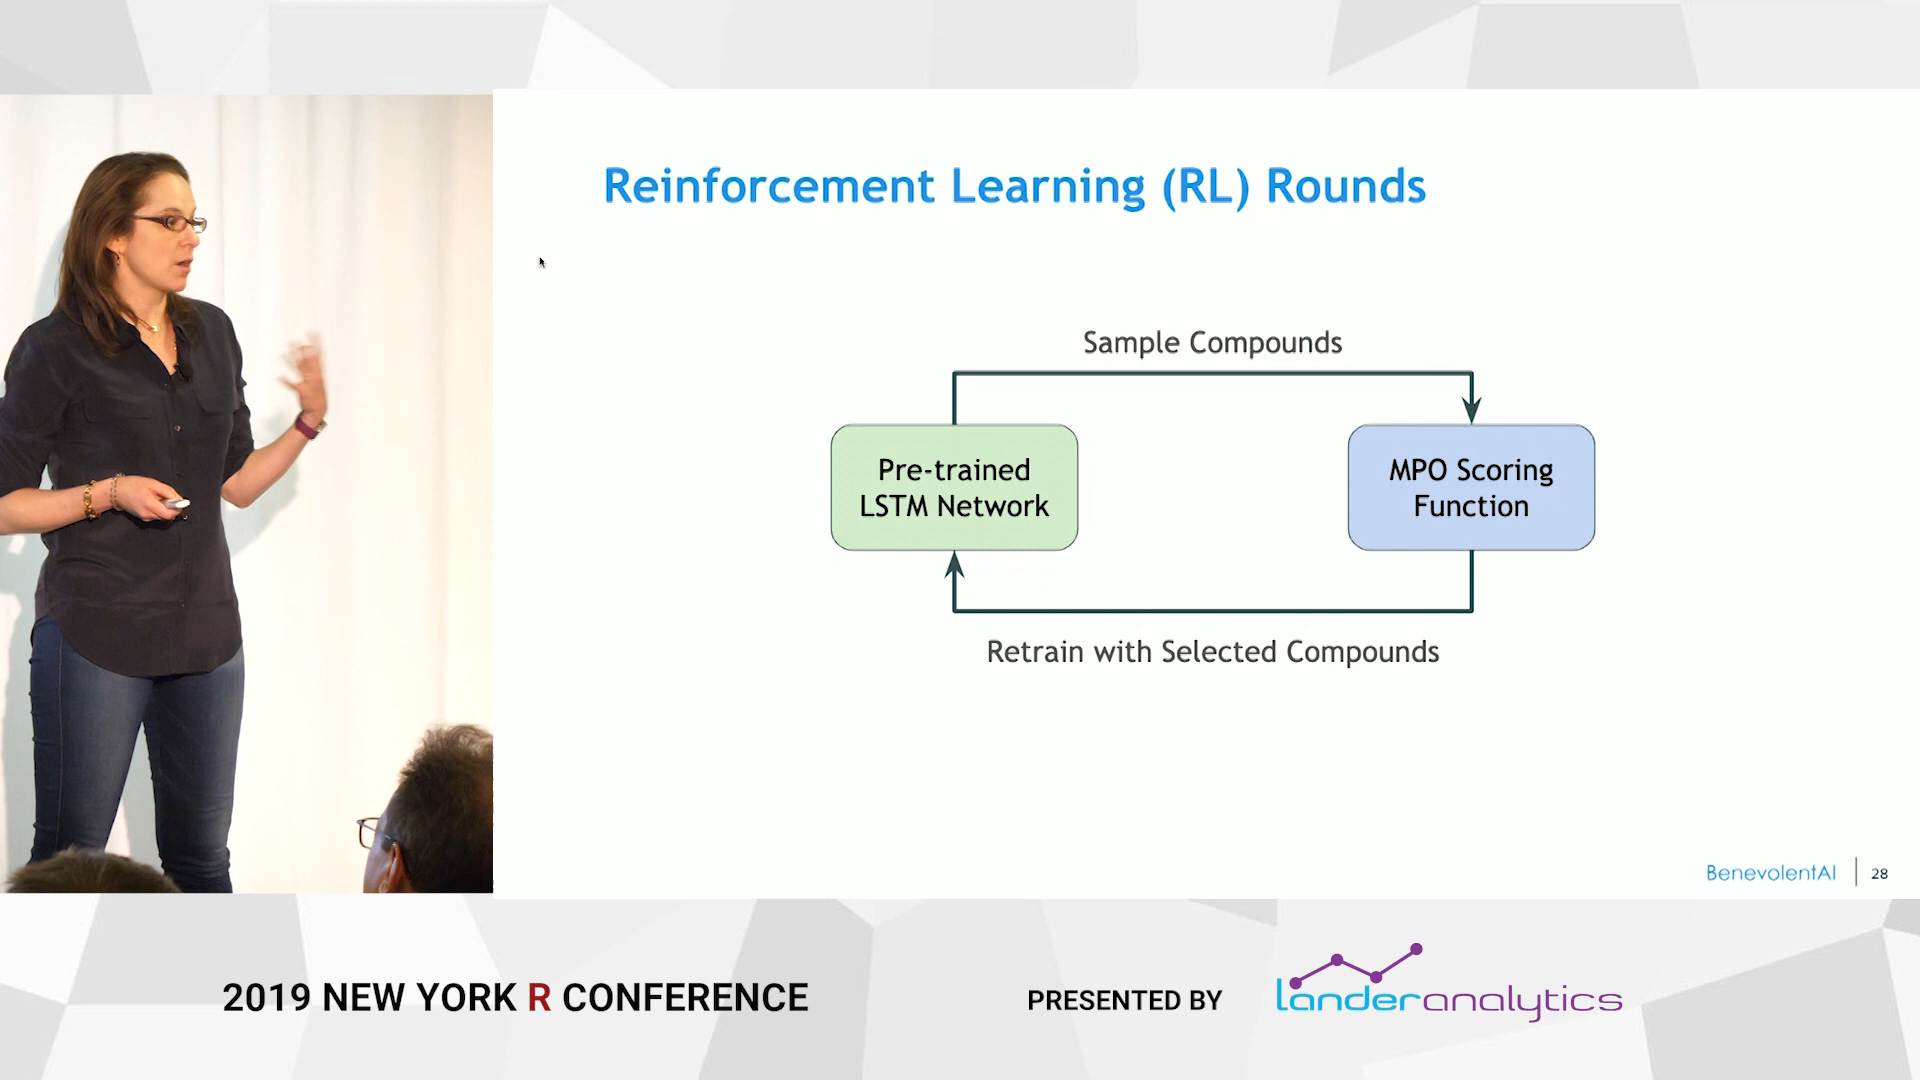 Reinforcement Learning (RL) Rounds
Sample Compounds
Pre-trained
LSTM Network
MPO Scoring
Function
Retrain with Selected Compounds
BenevolentAI | 28
2019 NEW YORK R CONFERENCE
PRESENTED BY
landeranalytics